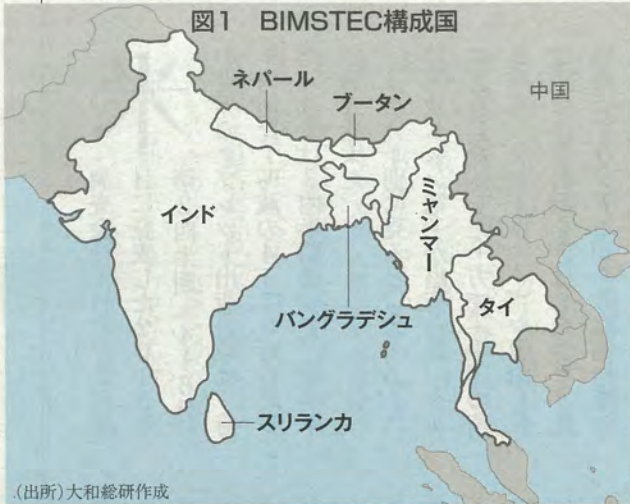 図1 BIMSTEC構成国
ネパール
ブータン
中国
インド
ミャンマー
タイ
バングラデシュ
スリランカ
(出所)大和総研作成